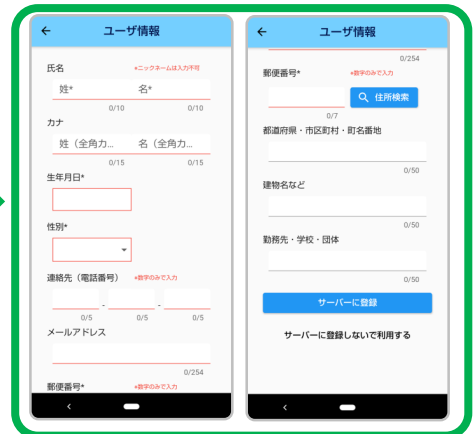 ユーザ情報
氏名 *ニックネームは入力不可
姓* 名*
0/10 0/10
カナ
姓（全角カ... 名（全角カ...
0/15 0/15
生年月日*
性別*
連絡先（電話番号） *数字のみで入力
- -
0/5 0/5 0/5
メールアドレス
0/254
郵便番号* *数字のみで入力
ユーザ情報
0/254
郵便番号* *数字のみで入力
住所検索
0/7
都道府県・市区町村・町名番地
0/50
建物名など
0/50
勤務先・学校・団体
0/50
サーバーに登録
サーバーに登録しないで利用する